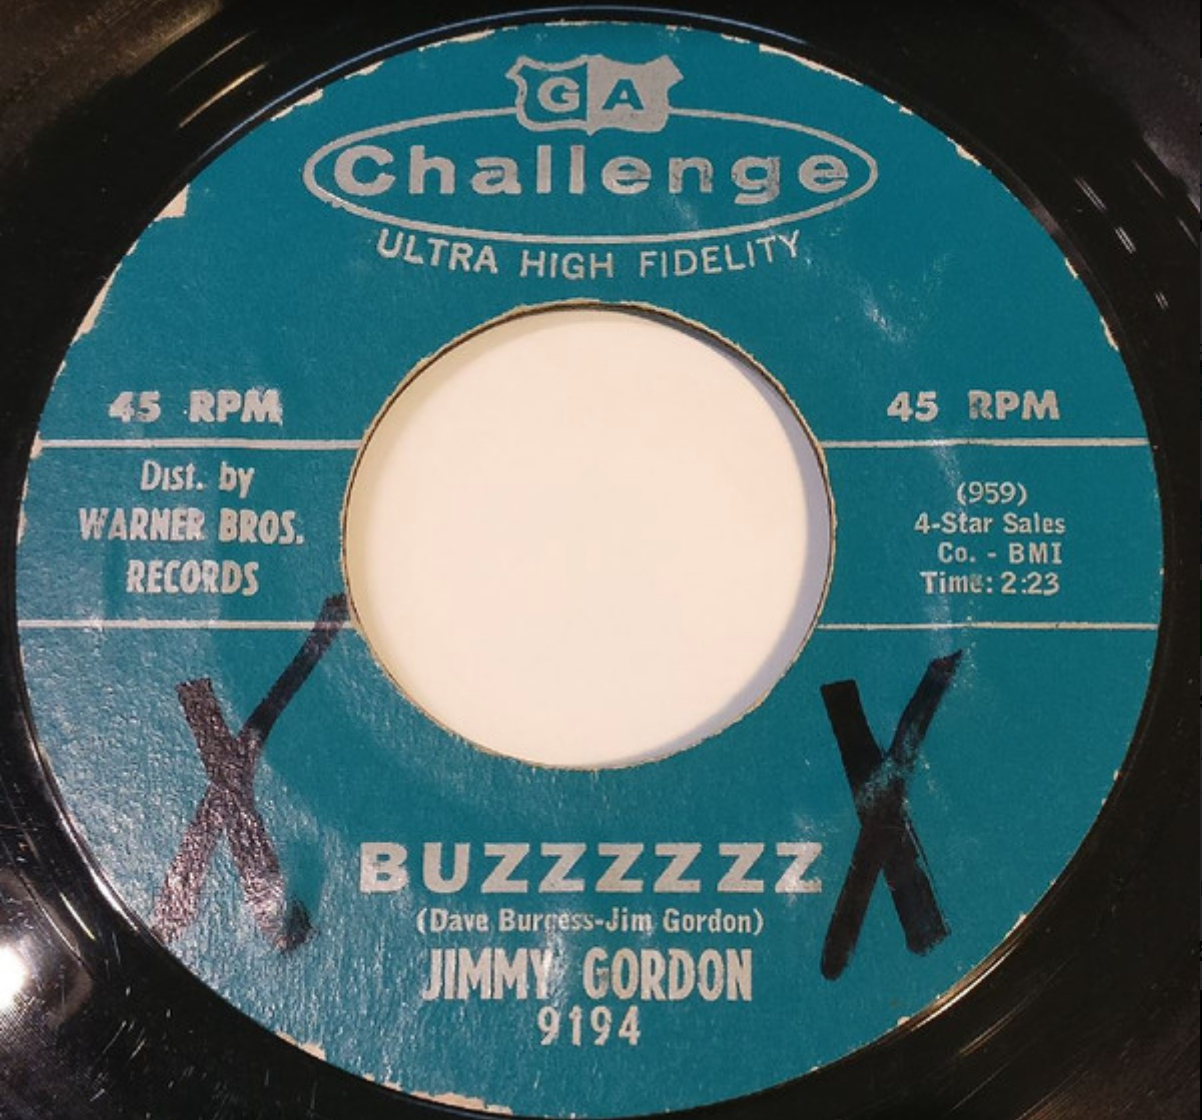 GA
Challenge
ULTRA HIGH FIDELITY
45 RPM
45 RPM
Dist. by
WARNER BROS.
RECORDS
(959)
4-Star Sales
Co. - BMI
Time: 2:23
X
X
BUZZZZZZ
(Dave Burgess-Jim Gordon)
JIMMY GORDON
9194